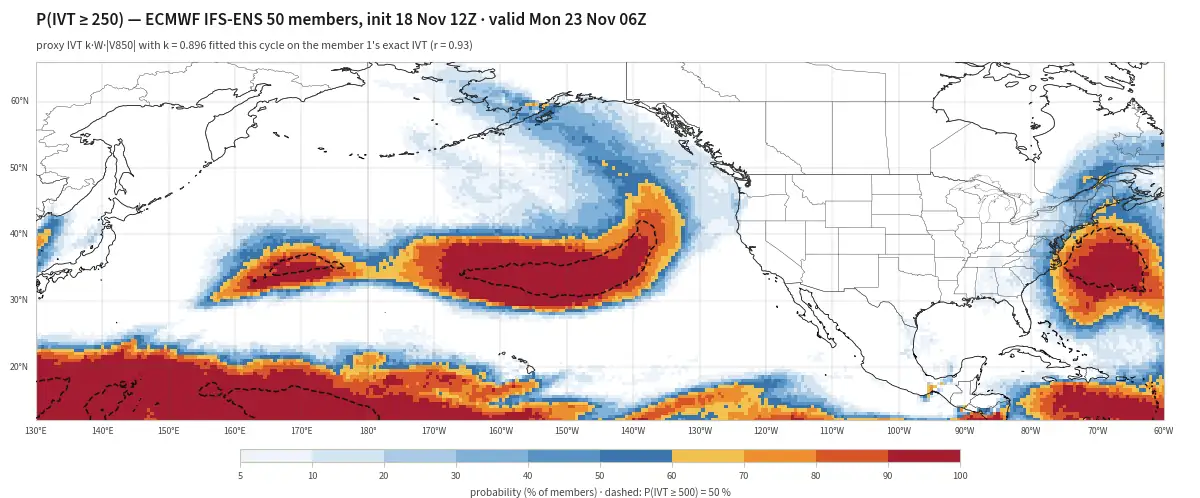 P(IVT ≥ 250) — ECMWF IFS-ENS 50 members, init 18 Nov 12Z · valid Mon 23 Nov 06Z
proxy IVT k·W·|V850| with k = 0.896 fitted this cycle on the member 1's exact IVT (r = 0.93)
60°N
50°N
40°N
30°N
20°N
130°E 140°E 150°E 160°E 170°E 180° 170°W 160°W 150°W 140°W 130°W 120°W 110°W 100°W 90°W 80°W 70°W 60°W
5 10 20 30 40 50 60 70 80 90 100
probability (% of members) · dashed: P(IVT ≥ 500) = 50 %